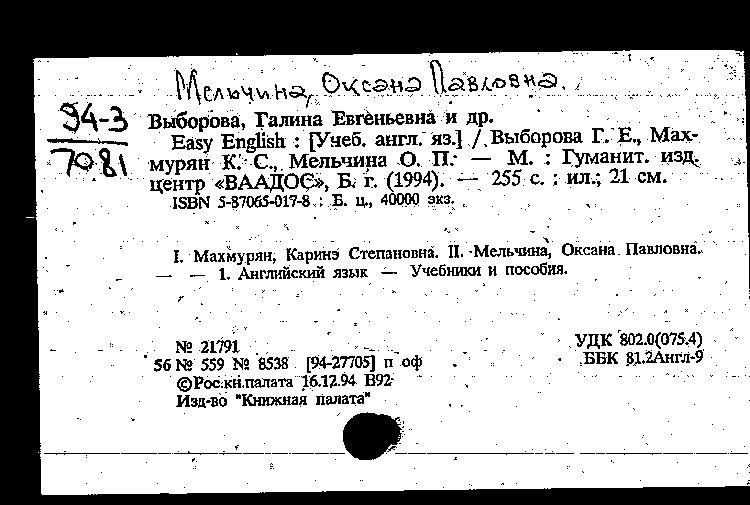 Мельчина, Оксана Павловна.
94-3
7081
Выборова, Галина Евгеньевна и др.
Easy English : [Учеб. англ. яз.] / Выборова Г. Е., Мах-
мурян К. С., Мельчина О. П. — М. : Гуманит. изд.
центр «ВААДОС», Б. г. (1994). — 255 с. : ил.; 21 см.
ISBN 5-87065-017-8 : Б. ц., 40000 экз.
I. Махмурян, Каринэ Степановна. II. Мельчина, Оксана Павловна.
— — 1. Английский язык — Учебники и пособия.
№ 21791
УДК 802.0(075.4)
56 № 559 № 8538 [94-27705] п оф
ББК 81.2Англ-9
©Рос.кн.палата 16.12.94 В92
Изд-во "Книжная палата"